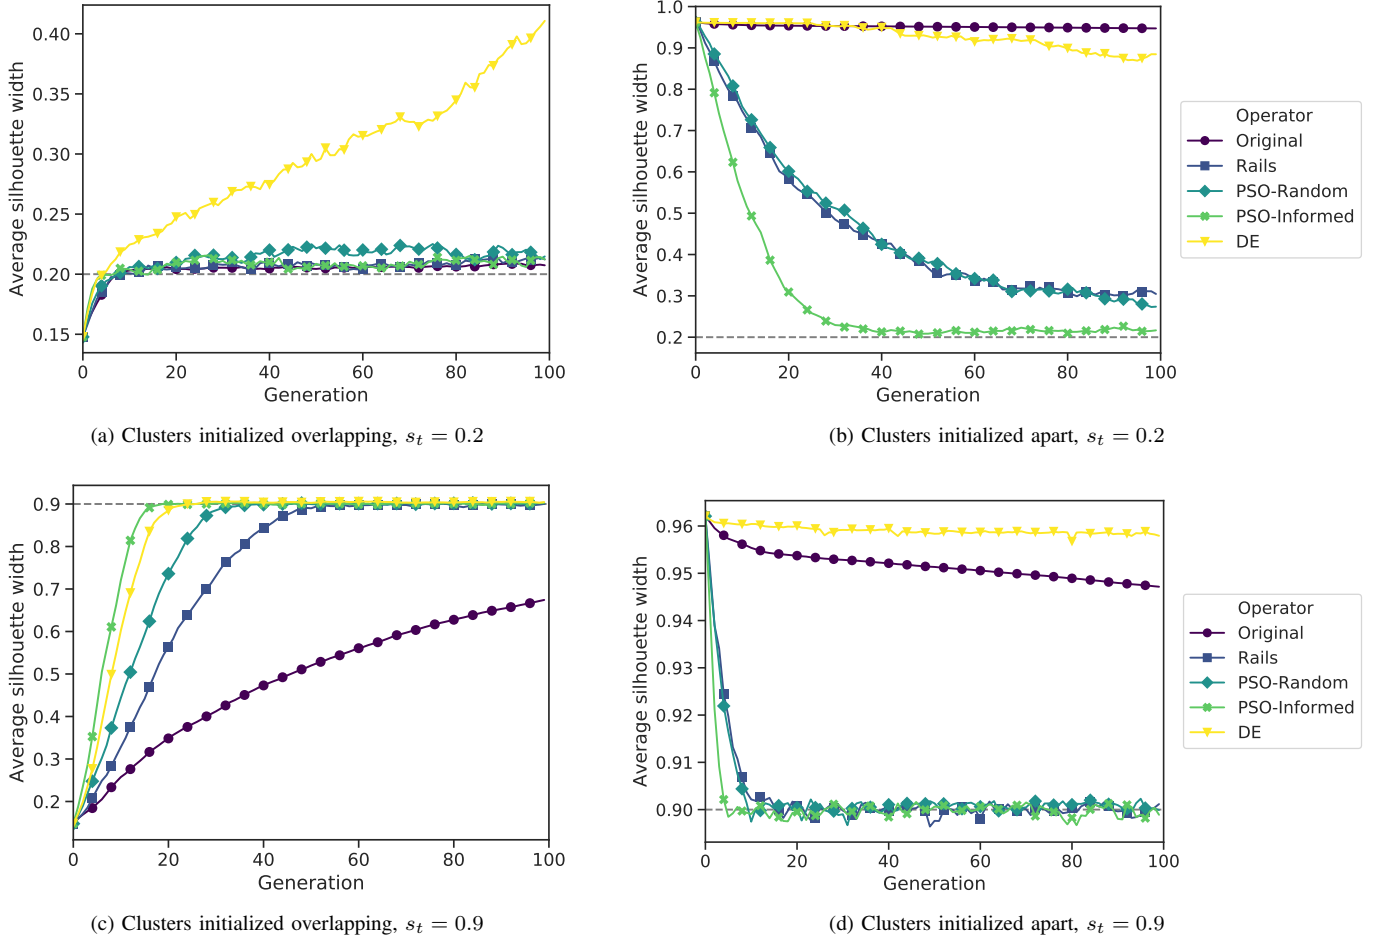 0.40
0.35
0.30
0.25
0.20
0.15
Average silhouette width
0 20 40 60 80 100
Generation
(a) Clusters initialized overlapping, s_t = 0.2
1.0
0.9
0.8
0.7
0.6
0.5
0.4
0.3
0.2
Average silhouette width
0 20 40 60 80 100
Generation
(b) Clusters initialized apart, s_t = 0.2
Operator
Original
Rails
PSO-Random
PSO-Informed
DE
0.9
0.8
0.7
0.6
0.5
0.4
0.3
0.2
Average silhouette width
0 20 40 60 80 100
Generation
(c) Clusters initialized overlapping, s_t = 0.9
0.96
0.95
0.94
0.93
0.92
0.91
0.90
Average silhouette width
0 20 40 60 80 100
Generation
(d) Clusters initialized apart, s_t = 0.9
Operator
Original
Rails
PSO-Random
PSO-Informed
DE